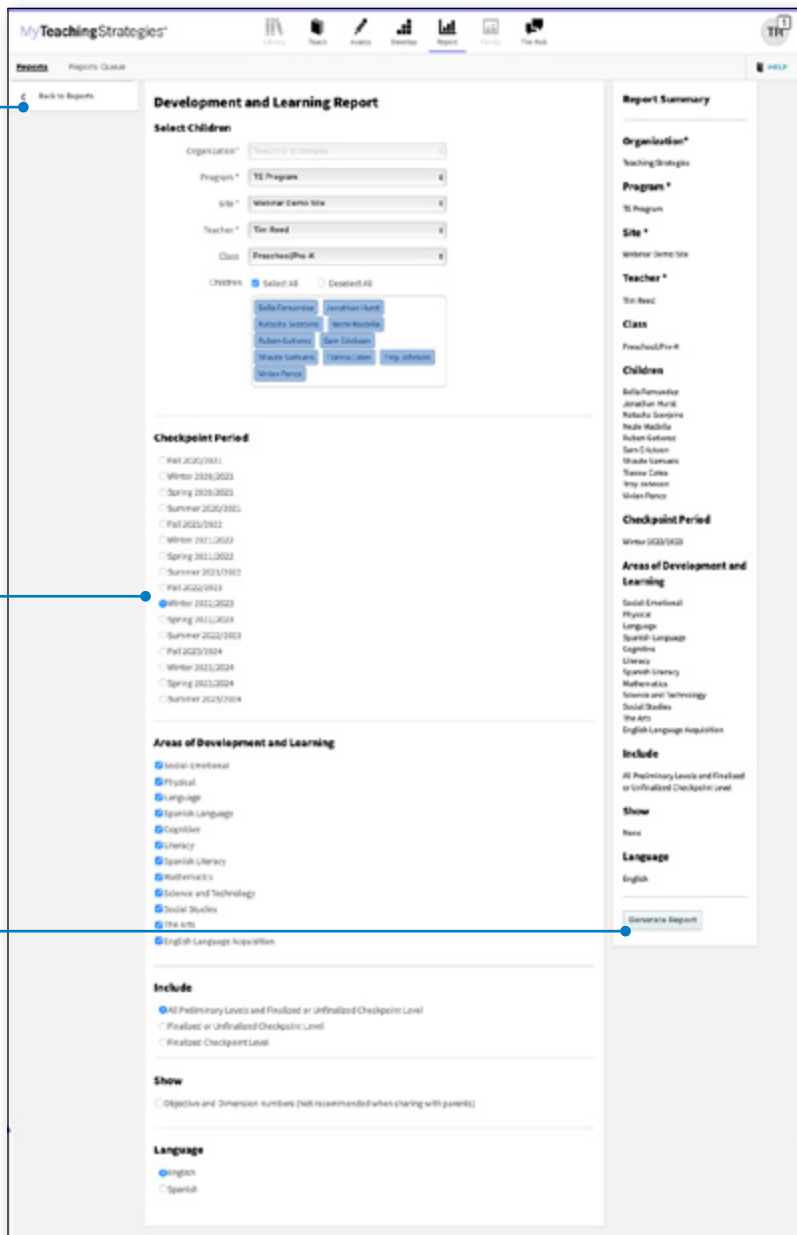 MyTeachingStrategies®
Library Teach Assess Develop Report Family The Hub
TR 1
Reports Reports Queue HELP
Back to Reports
Development and Learning Report
Select Children
Organization* Teaching Strategies
Program * TS Program
Site * Webinar Demo Site
Teacher * Tim Reed
Class Preschool/Pre-K
Children Select All Deselect All
Bella Fernandez Jonathan Hurst
Natasha Scorpino Madella
Ruben Gutierez Sam Erickson
Shaute Samuels Tianna Coles Troy Johnson
Vivian Ponce
Checkpoint Period
Fall 2020/2021
Winter 2020/2021
Spring 2020/2021
Summer 2020/2021
Fall 2021/2022
Winter 2021/2022
Spring 2021/2022
Summer 2021/2022
Fall 2022/2023
Winter 2022/2023
Spring 2022/2023
Summer 2022/2023
Fall 2023/2024
Winter 2023/2024
Spring 2023/2024
Summer 2023/2024
Areas of Development and Learning
Social-Emotional
Physical
Language
Spanish Language
Cognitive
Literacy
Spanish Literacy
Mathematics
Science and Technology
Social Studies
The Arts
English Language Acquisition
Include
All Preliminary Levels and Finalized or Unfinalized Checkpoint Level
Finalized or Unfinalized Checkpoint Level
Finalized Checkpoint Level
Show
Objective and Dimension numbers (Not recommended when sharing with parents)
Language
English
Spanish
Report Summary
Organization*
Teaching Strategies
Program *
TS Program
Site *
Webinar Demo Site
Teacher *
Tim Reed
Class
Preschool/Pre-K
Children
Bella Fernandez
Jonathan Hurst
Natasha Scorpino
Madella
Ruben Gutierez
Sam Erickson
Shaute Samuels
Tianna Coles
Troy Johnson
Vivian Ponce
Checkpoint Period
Winter 2022/2023
Areas of Development and
Learning
Social-Emotional
Physical
Language
Spanish Language
Cognitive
Literacy
Spanish Literacy
Mathematics
Science and Technology
Social Studies
The Arts
English Language Acquisition
Include
All Preliminary Levels and Finalized
or Unfinalized Checkpoint Level
Show
None
Language
English
Generate Report